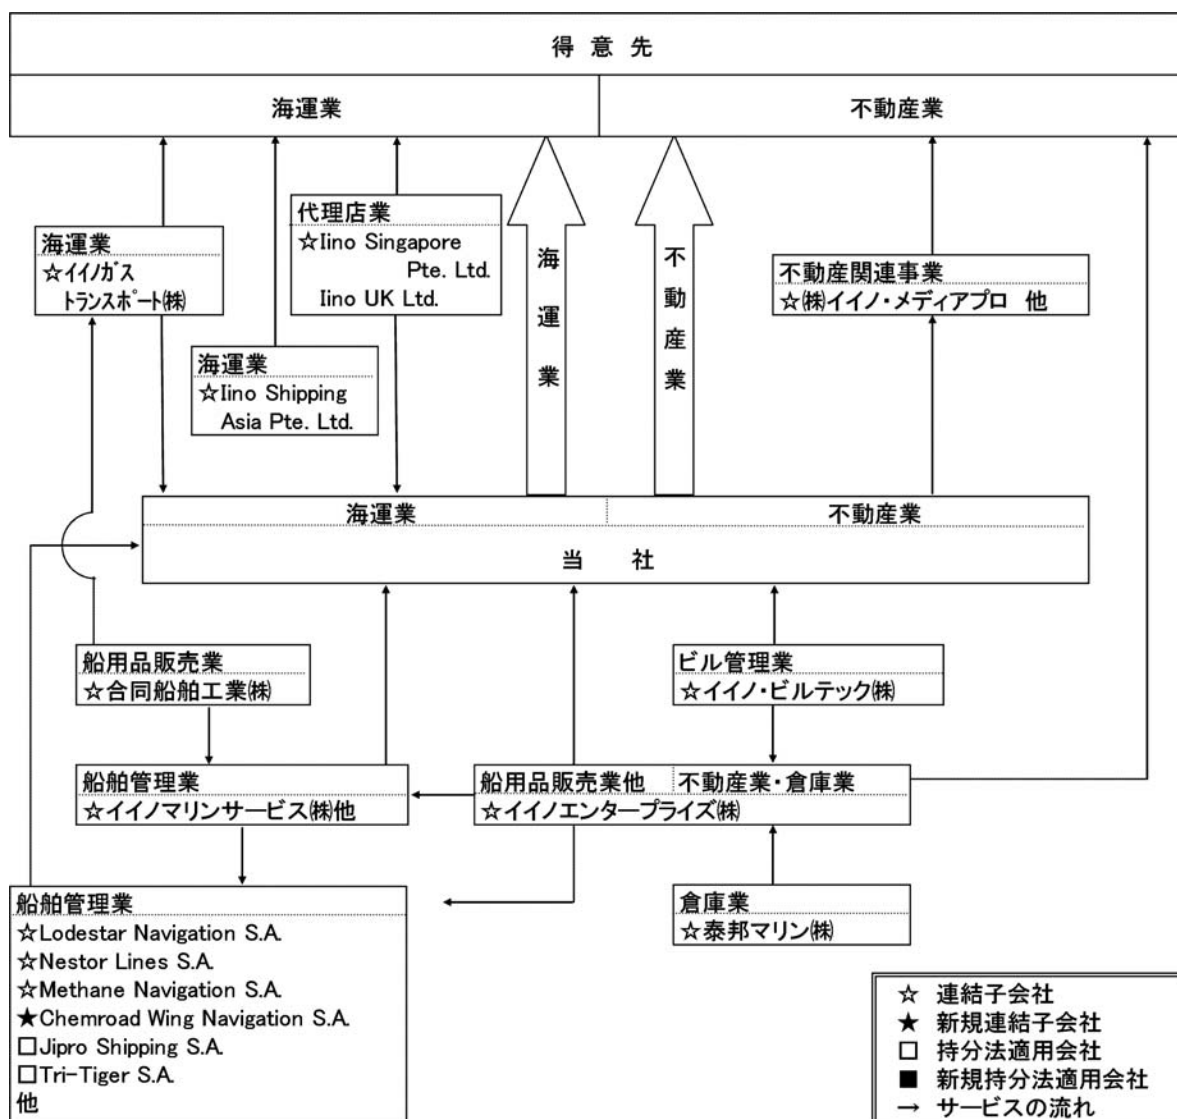 得意先
海運業
不動産業
代理店業
☆Iino Singapore
Pte. Ltd.
Iino UK Ltd.
海運業
☆イイノガス
トランスポート㈱
海運業
☆Iino Shipping
Asia Pte. Ltd.
海運業
不動産業
不動産関連事業
☆㈱イイノ・メディアプロ 他
海運業
不動産業
当社
船用品販売業
☆合同船舶工業㈱
ビル管理業
☆イイノ・ビルテック㈱
船舶管理業
☆イイノマリンサービス㈱他
船用品販売業他
不動産業・倉庫業
☆イイノエンタープライズ㈱
船舶管理業
☆Lodestar Navigation S.A.
☆Nestor Lines S.A.
☆Methane Navigation S.A.
★Chemroad Wing Navigation S.A.
□Jipro Shipping S.A.
□Tri-Tiger S.A.
他
倉庫業
☆泰邦マリン㈱
☆ 連結子会社
★ 新規連結子会社
□ 持分法適用会社
■ 新規持分法適用会社
→ サービスの流れ